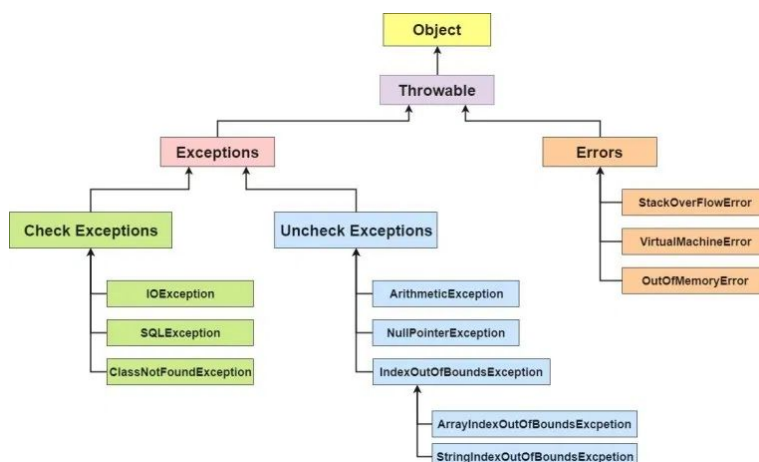 Object
Throwable
Exceptions
Errors
Check Exceptions
Uncheck Exceptions
StackOverFlowError
VirtualMachineError
OutOfMemoryError
IOException
SQLException
ClassNotFoundException
ArithmeticException
NullPointerException
IndexOutOfBoundsException
ArrayIndexOutOfBoundsExcpetion
StringIndexOutOfBoundsExcpetion